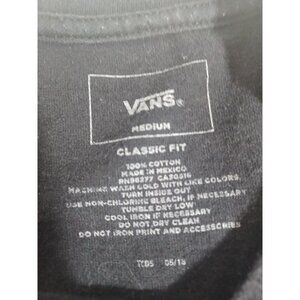 VANS
MEDIUM
CLASSIC FIT
100% COTTON
MADE IN MEXICO
MACHINE WASH COLD WITH LIKE COLORS.
TURN INSIDE OUT
USE NON-CHLORINE BLEACH, IF NECESSARY
TUMBLE DRY LOW
COOL IRON IF NECESSARY
DO NOT DRY CLEAN
DO NOT IRON PRINT AND ACCESSORIES